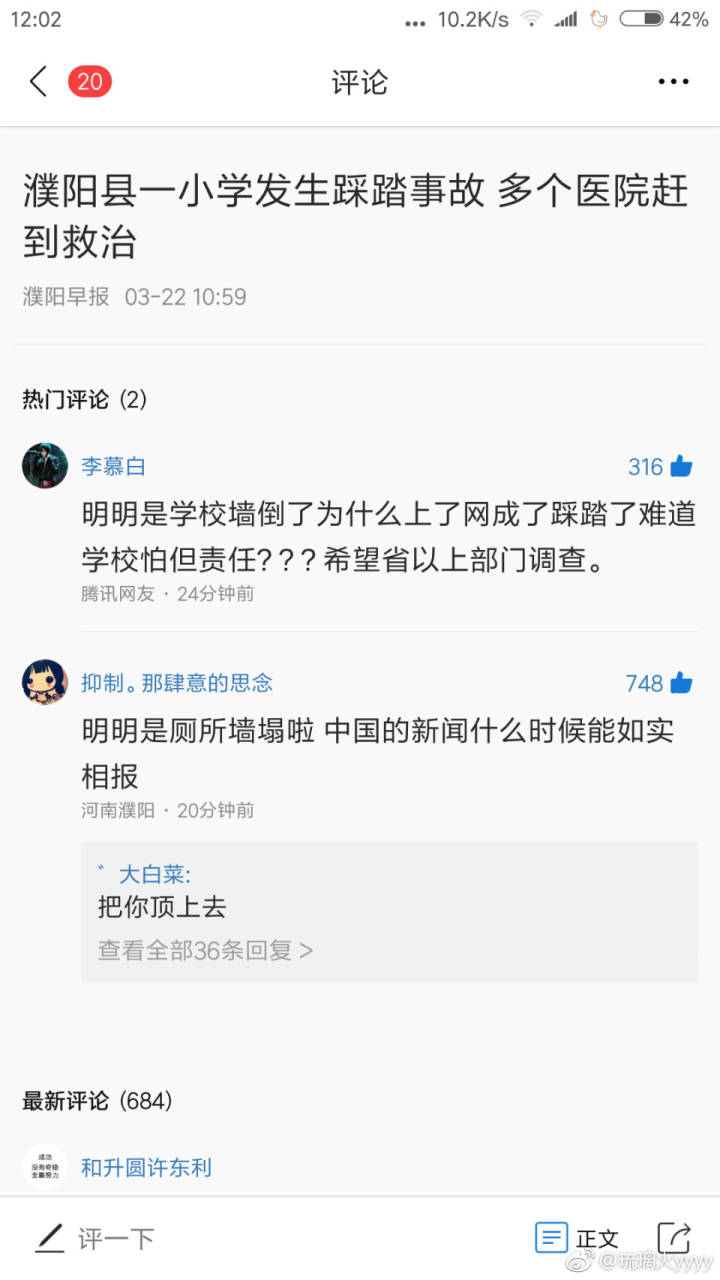 12:02
... 10.2K/s 42%
20 评论
濮阳县一小学发生踩踏事故 多个医院赶
到救治
濮阳早报 03-22 10:59
热门评论 (2)
李慕白 316
明明是学校墙倒了为什么上了网成了踩踏了难道
学校怕但责任???希望省以上部门调查。
腾讯网友 · 24分钟前
抑制。那肆意的思念 748
明明是厕所墙塌啦 中国的新闻什么时候能如实
相报
河南濮阳 · 20分钟前
゛大白菜:
把你顶上去
查看全部36条回复 >
最新评论 (684)
成功
没有奇迹
全靠努力
和升圆许东利
评一下 正文
@琉璃火yyyy